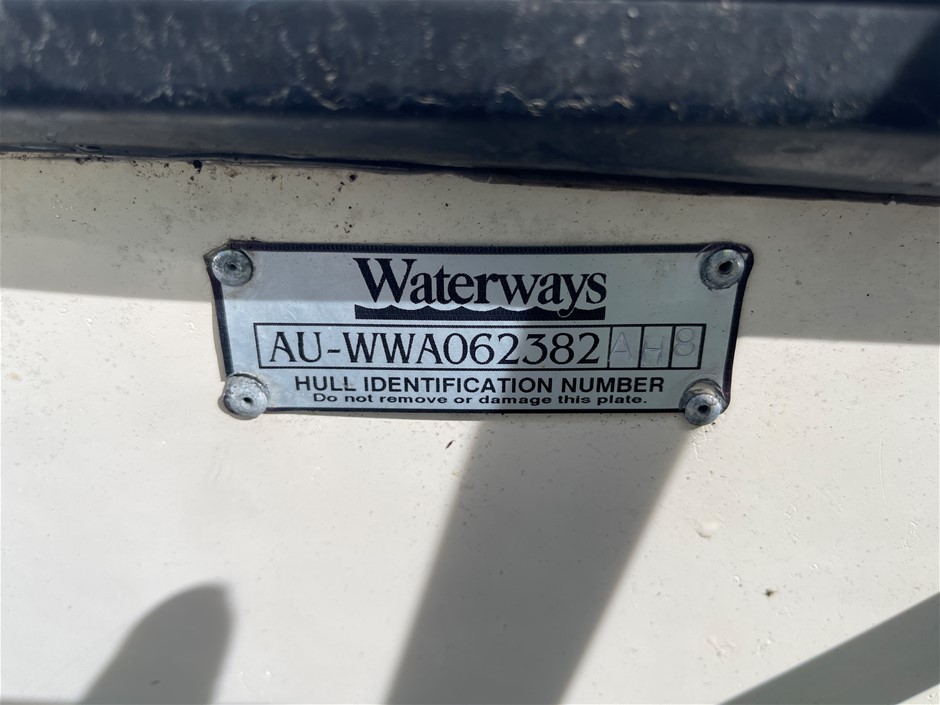 Waterways
AU-WWA062382AH8
HULL IDENTIFICATION NUMBER
Do not remove or damage this plate.